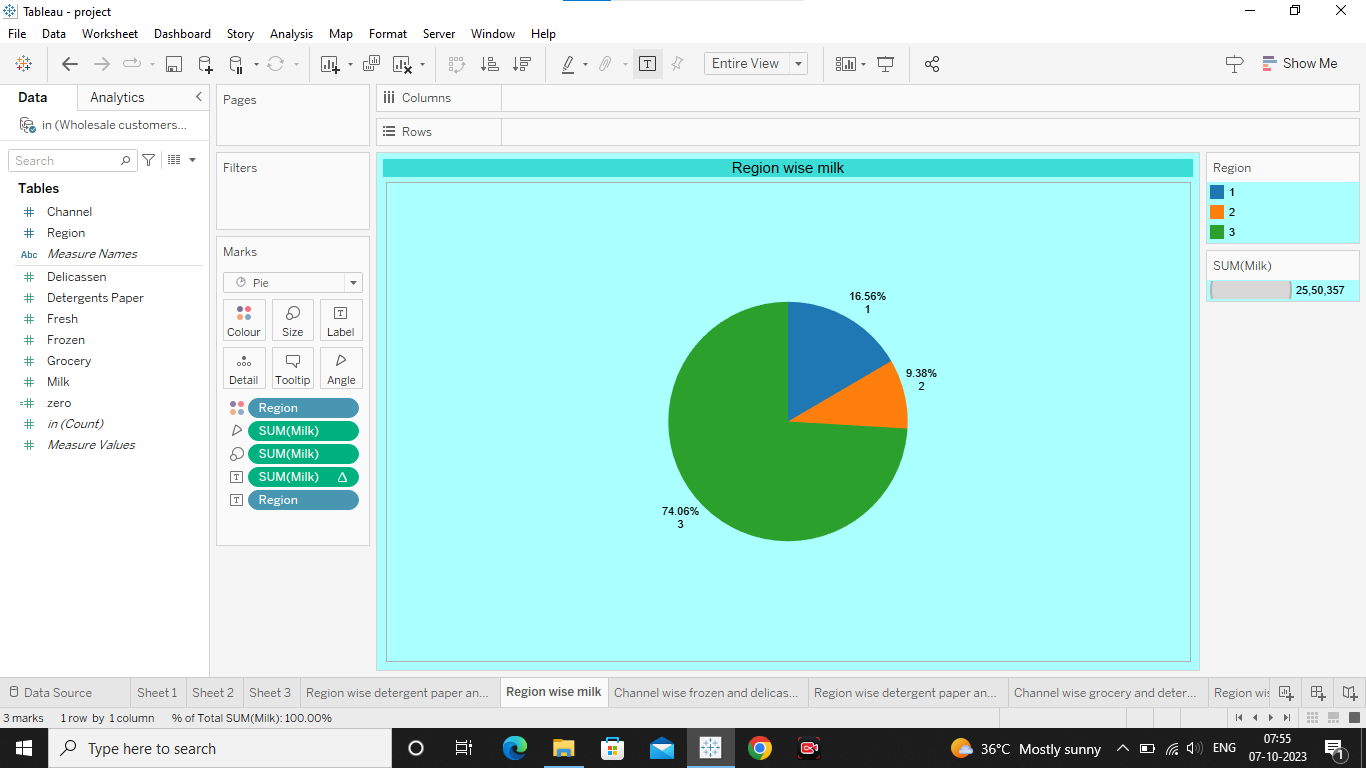 Tableau - project
File Data Worksheet Dashboard Story Analysis Map Format Server Window Help
Entire View
Show Me
Data Analytics
in (Wholesale customers...
Search
Tables
# Channel
# Region
Abc Measure Names
# Delicassen
# Detergents Paper
# Fresh
# Frozen
# Grocery
# Milk
=# zero
# in (Count)
# Measure Values
Pages
Filters
Marks
Pie
Colour Size Label
Detail Tooltip Angle
Region
SUM(Milk)
SUM(Milk)
SUM(Milk) Δ
Region
Columns
Rows
Region wise milk
16.56%
1
9.38%
2
74.06%
3
Region
1
2
3
SUM(Milk)
25,50,357
Data Source Sheet 1 Sheet 2 Sheet 3 Region wise detergent paper an... Region wise milk Channel wise frozen and delicas... Region wise detergent paper an... Channel wise grocery and deter... Region wis
3 marks 1 row by 1 column % of Total SUM(Milk): 100.00%
Type here to search
36°C Mostly sunny
ENG
07:55
07-10-2023
1